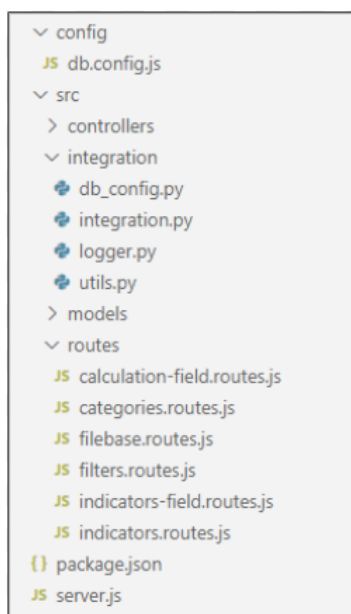 config
JS db.config.js
src
controllers
integration
db_config.py
integration.py
logger.py
utils.py
models
routes
JS calculation-field.routes.js
JS categories.routes.js
JS filebase.routes.js
JS filters.routes.js
JS indicators-field.routes.js
JS indicators.routes.js
{} package.json
JS server.js